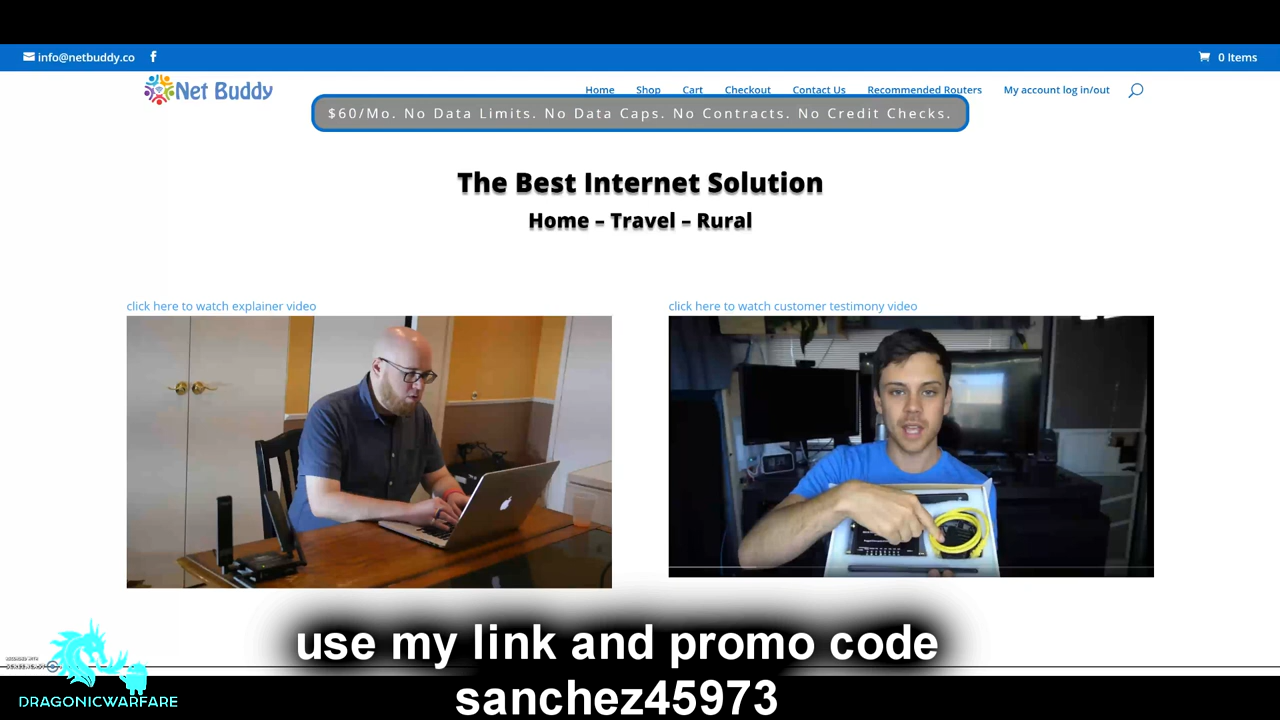 info@netbuddy.co
0 Items
Net Buddy
Home Shop Cart Checkout Contact Us Recommended Routers My account log in/out
$60/Mo. No Data Limits. No Data Caps. No Contracts. No Credit Checks.
The Best Internet Solution
Home – Travel – Rural
click here to watch explainer video
click here to watch customer testimony video
use my link and promo code
sanchez45973
RECORDED WITH
DRAGONICWARFARE